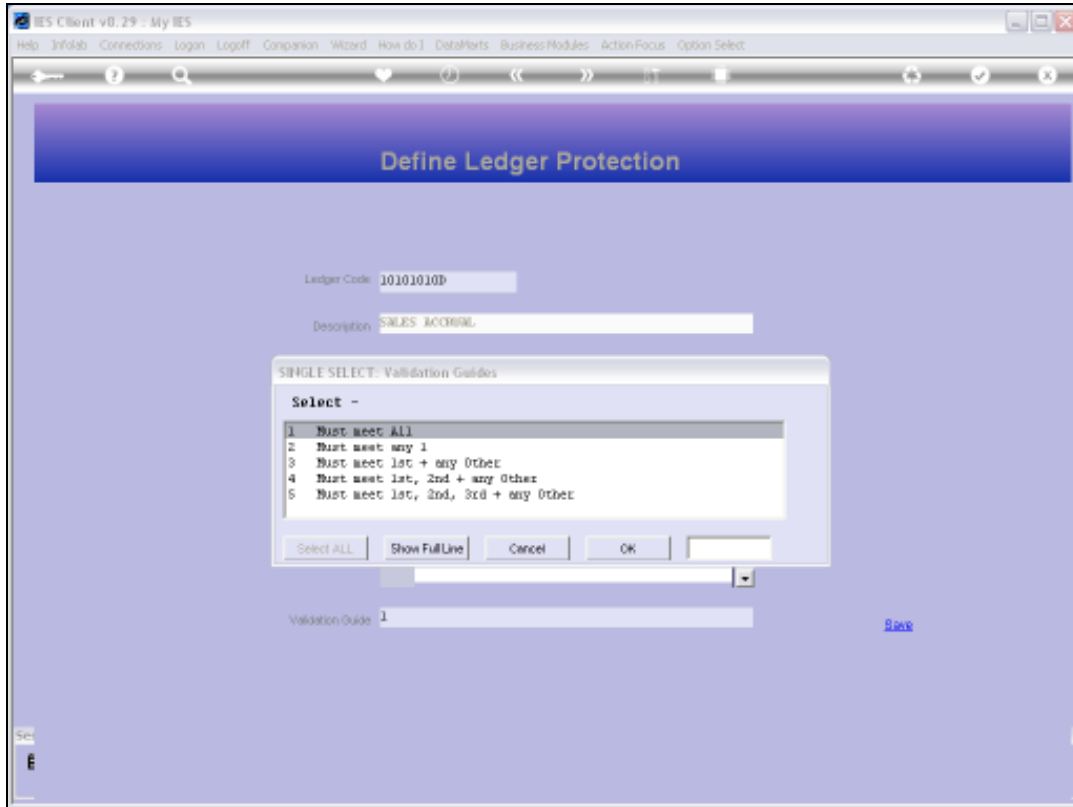 IES Client v8.29 : My IES
Help Infolab Connections Logon Logoff Companion Wizard How do I DataMarts Business Modules Action Focus Option Select
Define Ledger Protection
Ledger Code 10101010D
Description SALES ACCRUAL
SINGLE SELECT: Validation Guides
Select -
1 Must meet All
2 Must meet any 1
3 Must meet 1st + any Other
4 Must meet 1st, 2nd + any Other
5 Must meet 1st, 2nd, 3rd + any Other
Select ALL Show Full Line Cancel OK
Validation Guide 1
Save
Se